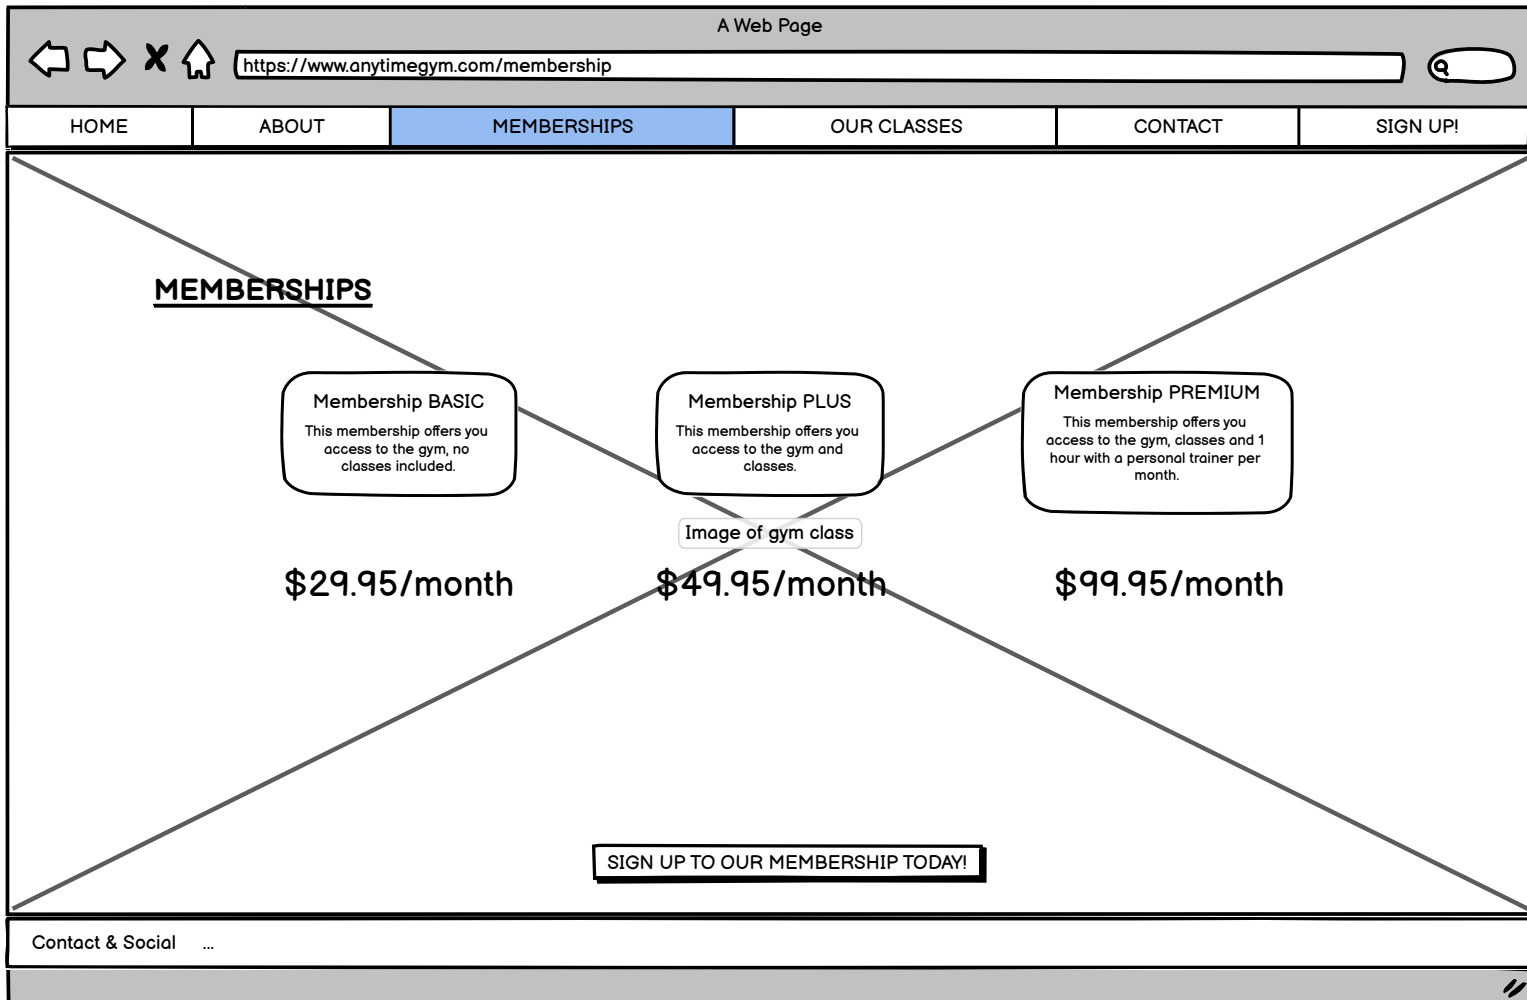 A Web Page
https://www.anytimegym.com/membership
HOME
ABOUT
MEMBERSHIPS
OUR CLASSES
CONTACT
SIGN UP!
MEMBERSHIPS
Membership BASIC
This membership offers you
access to the gym, no
classes included.
Membership PLUS
This membership offers you
access to the gym and
classes.
Membership PREMIUM
This membership offers you
access to the gym, classes and 1
hour with a personal trainer per
month.
Image of gym class
$29.95/month
$49.95/month
$99.95/month
SIGN UP TO OUR MEMBERSHIP TODAY!
Contact & Social ...